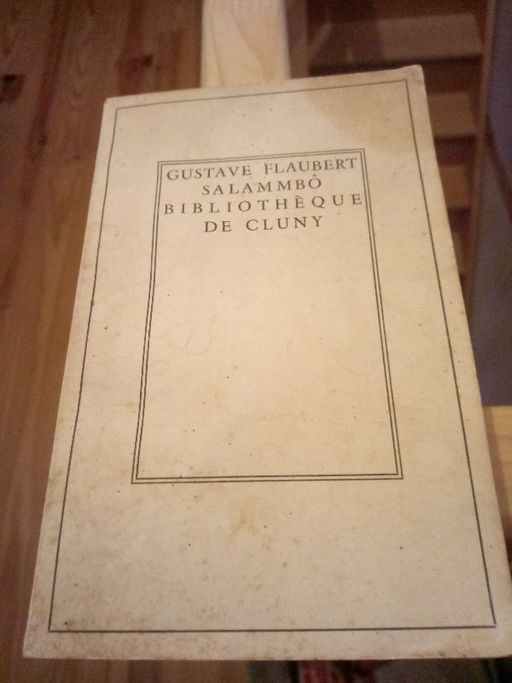 GUSTAVE FLAUBERT
SALAMMBÔ
BIBLIOTHÈQUE
DE CLUNY